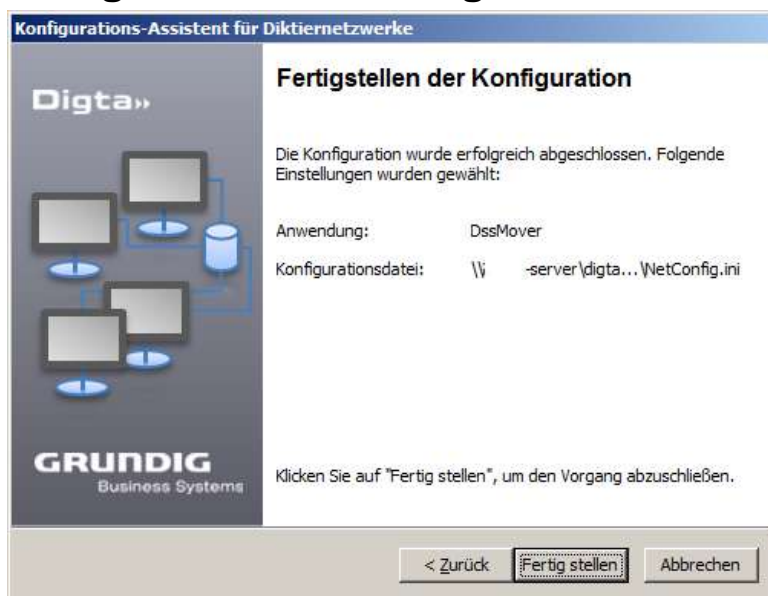 Konfigurations-Assistent für Diktiernetzwerke
Digta»
Fertigstellen der Konfiguration
Die Konfiguration wurde erfolgreich abgeschlossen. Folgende
Einstellungen wurden gewählt:
Anwendung: DssMover
Konfigurationsdatei: \\i -server\digta...\NetConfig.ini
GRUNDIG
Business Systems
Klicken Sie auf "Fertig stellen", um den Vorgang abzuschließen.
< Zurück Fertig stellen Abbrechen